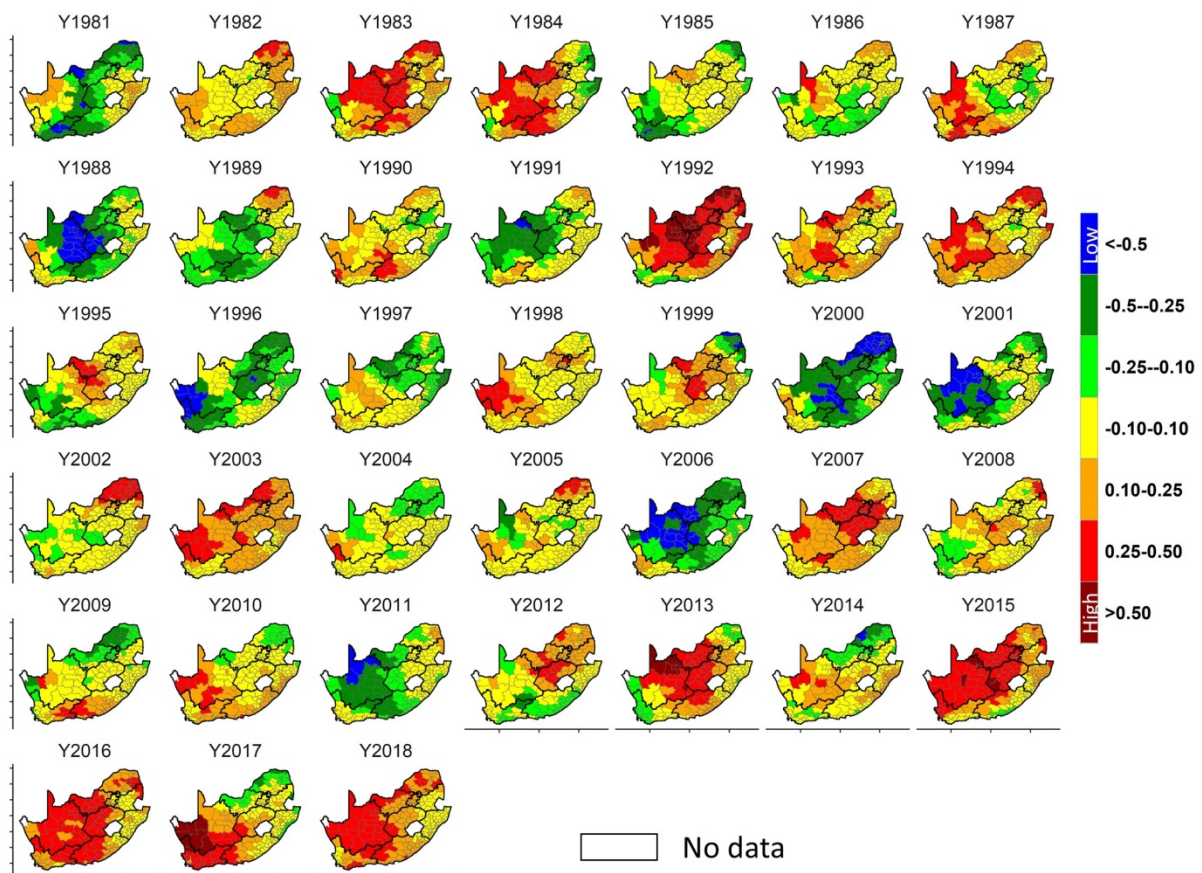 Y1981 Y1982 Y1983 Y1984 Y1985 Y1986 Y1987
Y1988 Y1989 Y1990 Y1991 Y1992 Y1993 Y1994
Y1995 Y1996 Y1997 Y1998 Y1999 Y2000 Y2001
Y2002 Y2003 Y2004 Y2005 Y2006 Y2007 Y2008
Y2009 Y2010 Y2011 Y2012 Y2013 Y2014 Y2015
Y2016 Y2017 Y2018
Low
<-0.5
-0.5--0.25
-0.25--0.10
-0.10-0.10
0.10-0.25
0.25-0.50
High
>0.50
No data